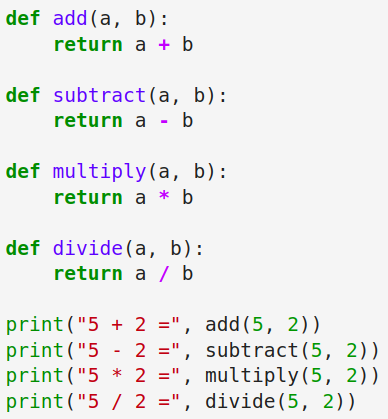 def add(a, b):
    return a + b

def subtract(a, b):
    return a - b

def multiply(a, b):
    return a * b

def divide(a, b):
    return a / b

print("5 + 2 =", add(5, 2))
print("5 - 2 =", subtract(5, 2))
print("5 * 2 =", multiply(5, 2))
print("5 / 2 =", divide(5, 2))